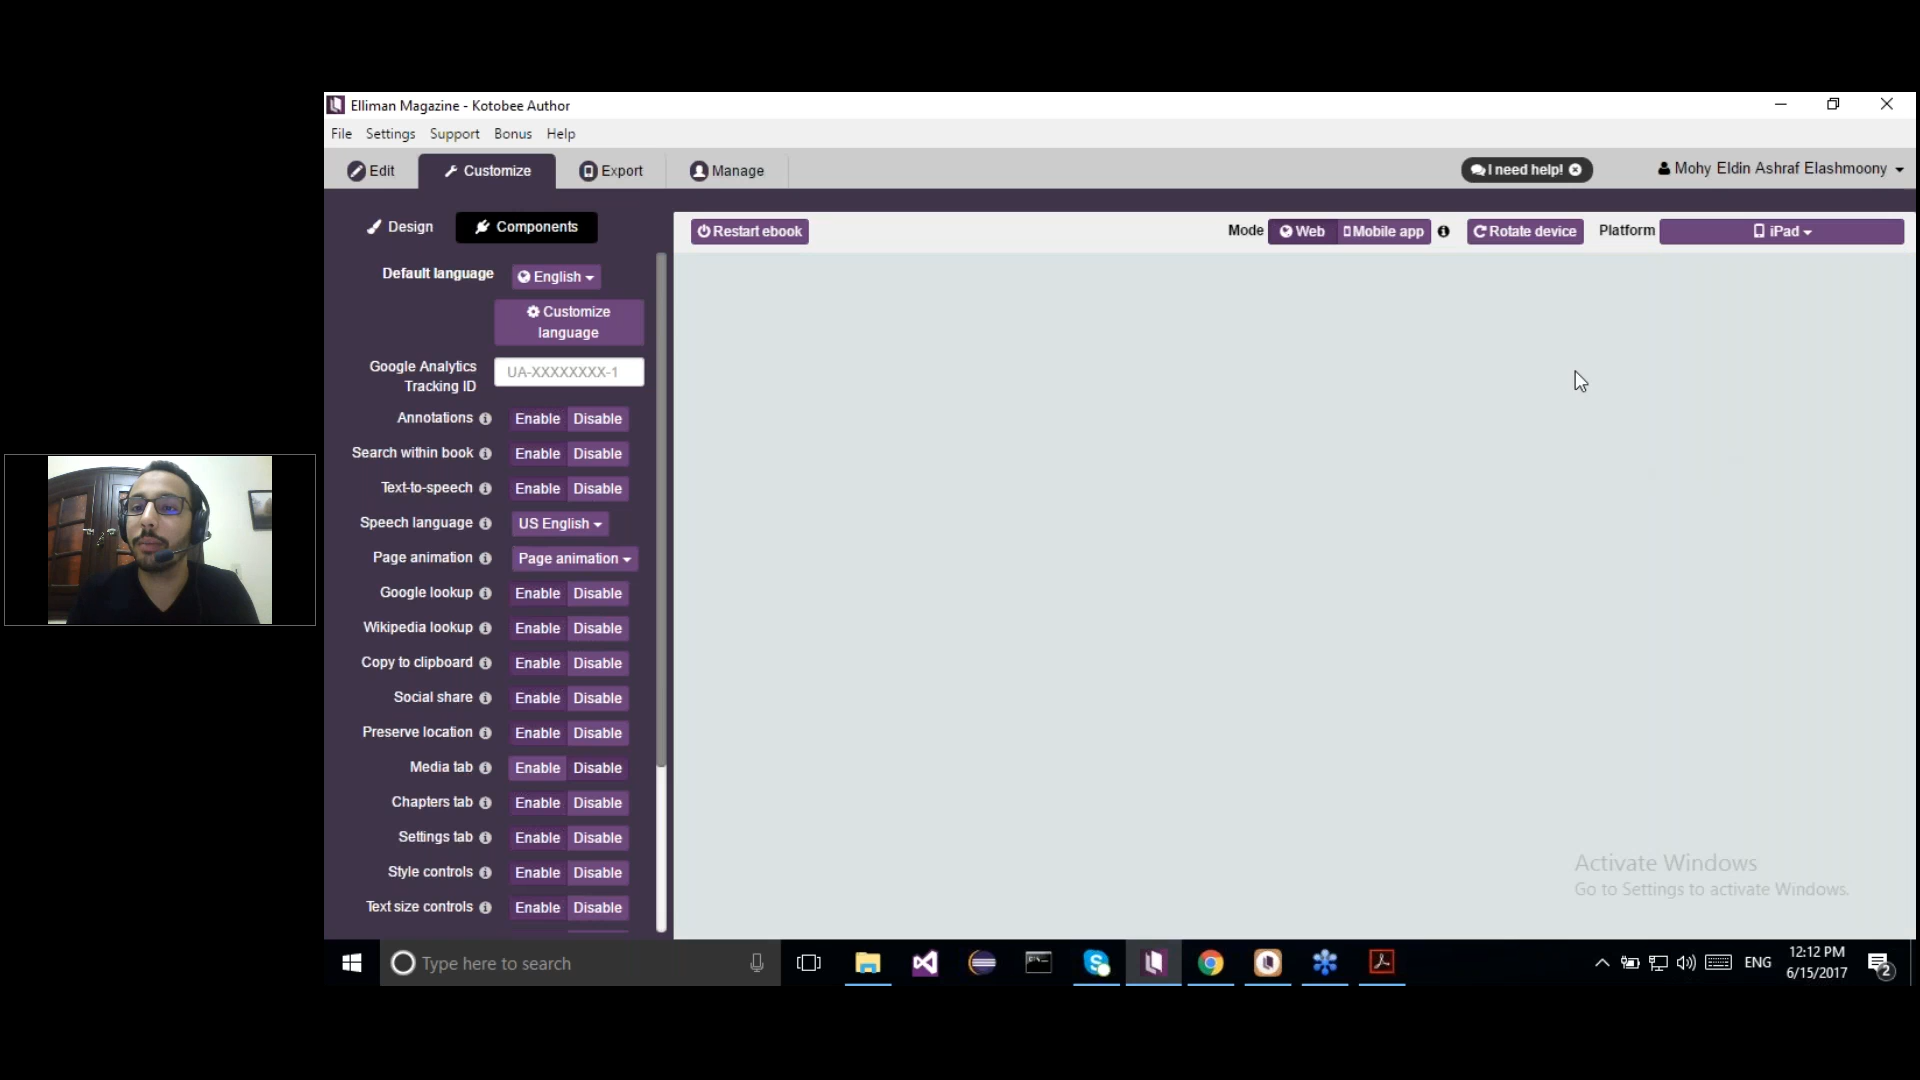 Elliman Magazine - Kotobee Author
File Settings Support Bonus Help
Edit Customize Export Manage I need help! Mohy Eldin Ashraf Elashmoony
Design Components
Restart ebook Mode Web Mobile app Rotate device Platform iPad
Default language English
Customize
language
Google Analytics
Tracking ID
UA-XXXXXXXX-1
Annotations Enable Disable
Search within book Enable Disable
Text-to-speech Enable Disable
Speech language US English
Page animation Page animation
Google lookup Enable Disable
Wikipedia lookup Enable Disable
Copy to clipboard Enable Disable
Social share Enable Disable
Preserve location Enable Disable
Media tab Enable Disable
Chapters tab Enable Disable
Settings tab Enable Disable
Style controls Enable Disable
Text size controls Enable Disable
Activate Windows
Go to Settings to activate Windows.
Type here to search
ENG
12:12 PM
6/15/2017
2